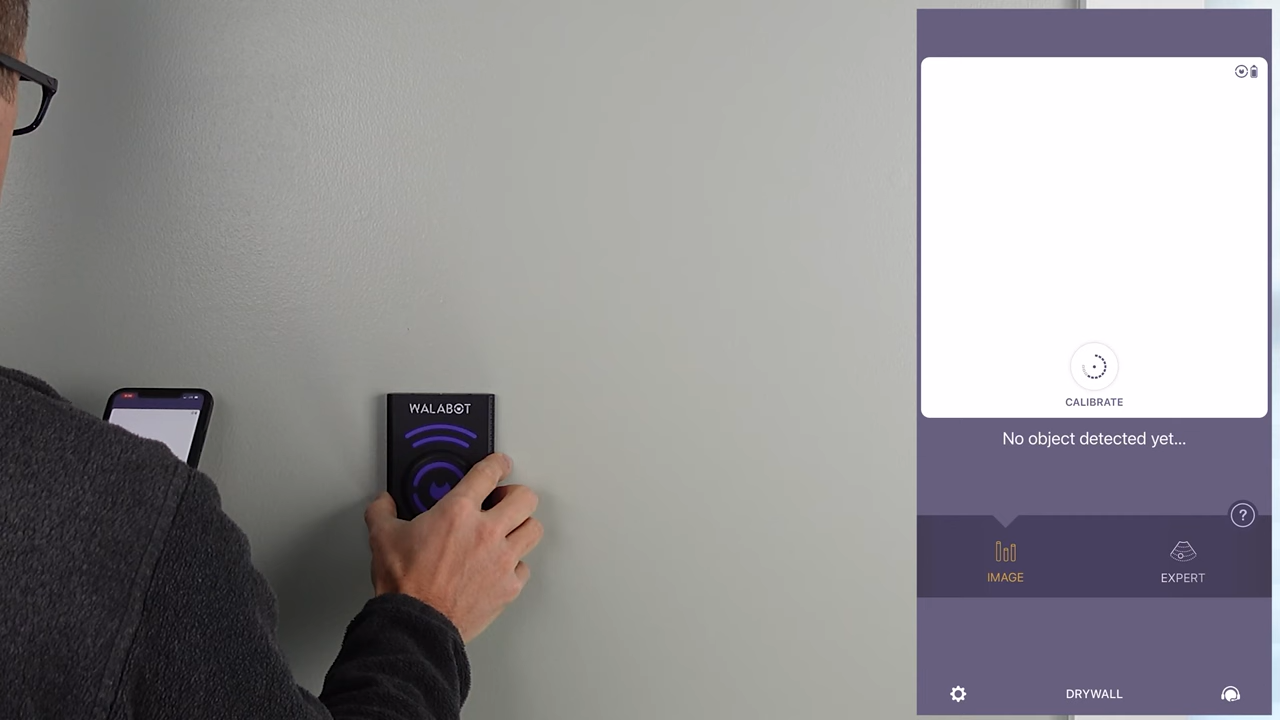 WALABOT
CALIBRATE
No object detected yet...
?
IMAGE
EXPERT
DRYWALL